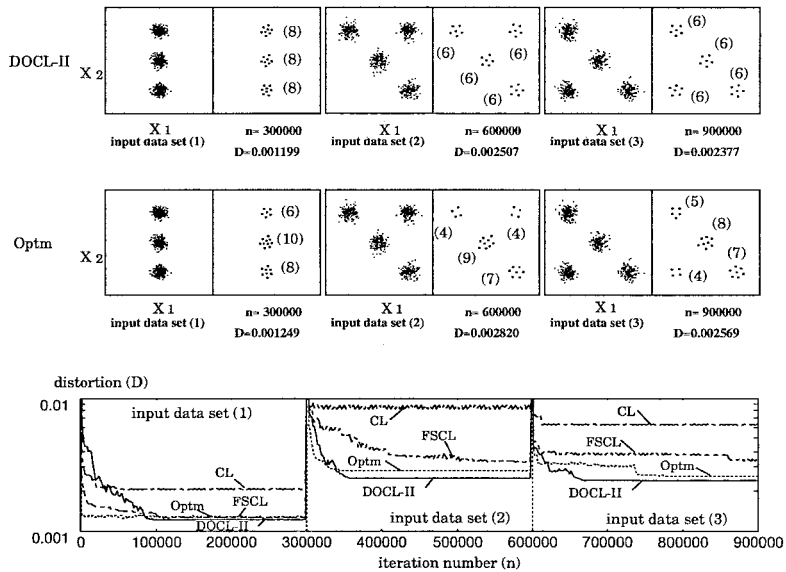 DOCL-II
X 2
(8)
(8)
(8)
(6)
(6)
(6)
(6)
(6)
(6)
(6)
(6)
(6)
X 1
input data set (1)
n= 300000
D=0.001199
X 1
input data set (2)
n= 600000
D=0.002507
X 1
input data set (3)
n= 900000
D=0.002377
Optm
X 2
(6)
(10)
(8)
(4)
(4)
(9)
(7)
(5)
(8)
(7)
(4)
X 1
input data set (1)
n= 300000
D=0.001249
X 1
input data set (2)
n= 600000
D=0.002820
X 1
input data set (3)
n= 900000
D=0.002569
distortion (D)
0.01
0.001
input data set (1)
CL
Optm
FSCL
DOCL-II
CL
FSCL
Optm
DOCL-II
input data set (2)
CL
FSCL
Optm
DOCL-II
input data set (3)
0 100000 200000 300000 400000 500000 600000 700000 800000 900000
iteration number (n)